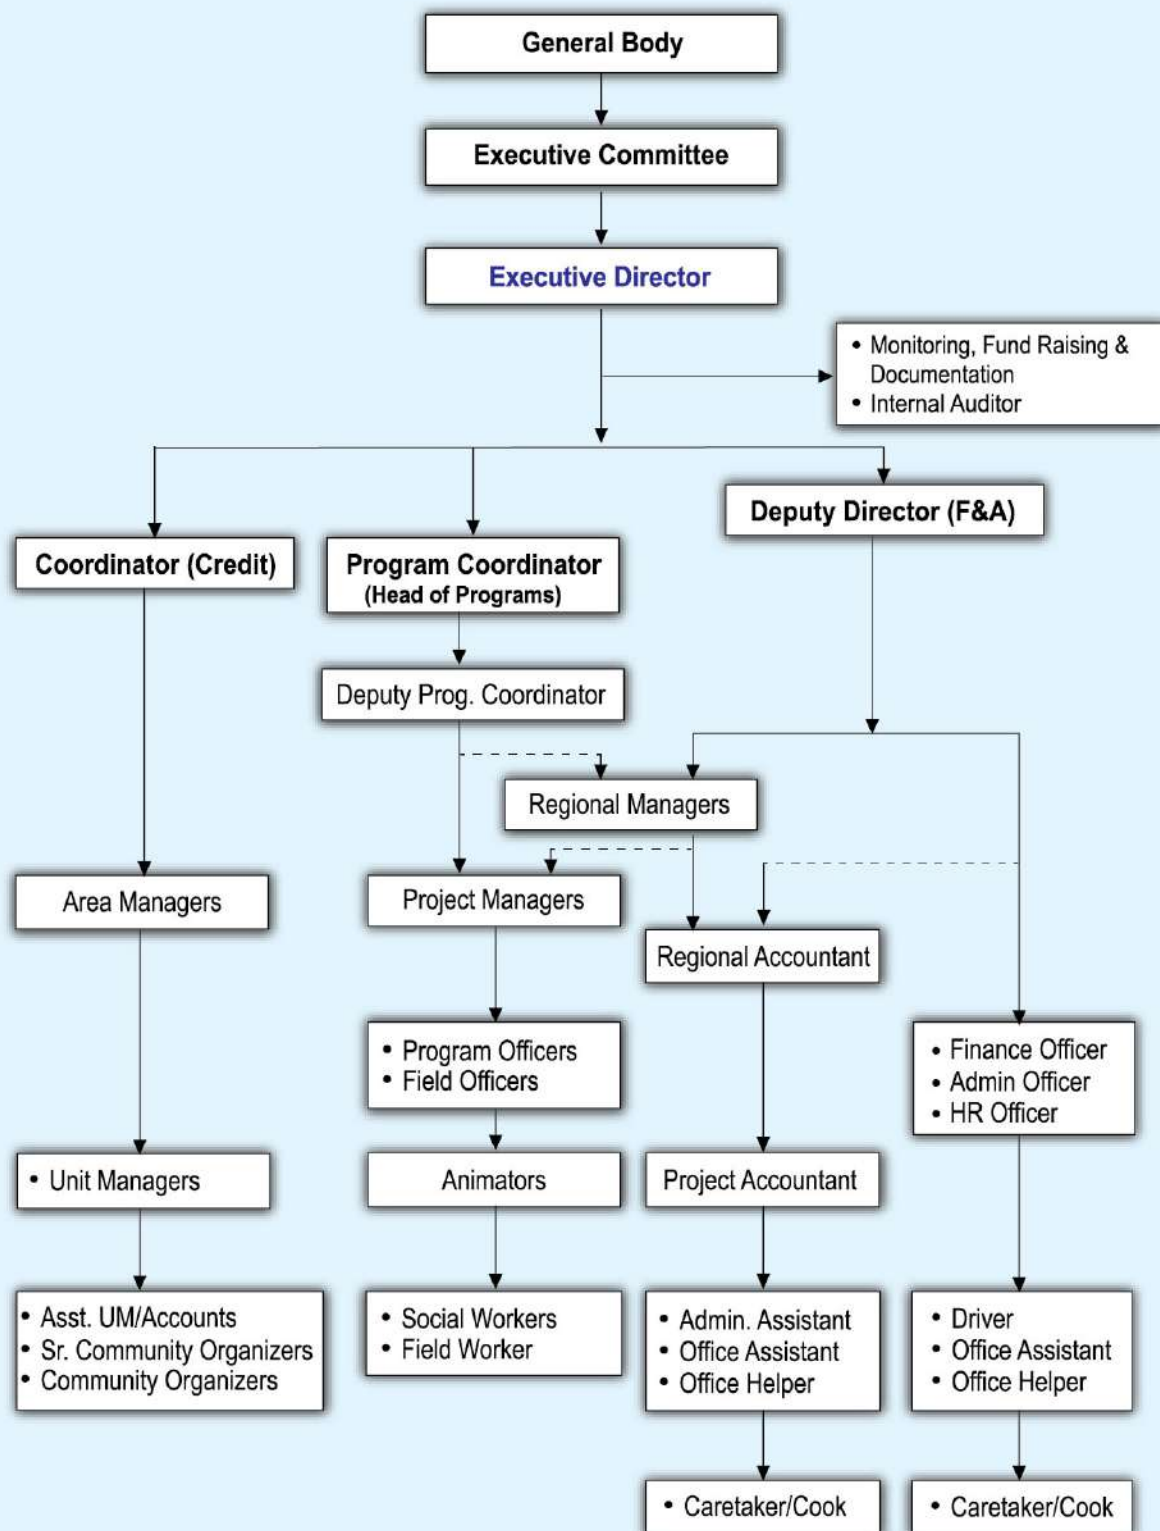 General Body
Executive Committee
Executive Director
• Monitoring, Fund Raising &
Documentation
• Internal Auditor
Deputy Director (F&A)
Coordinator (Credit)
Program Coordinator
(Head of Programs)
Deputy Prog. Coordinator
Regional Managers
Area Managers
Project Managers
Regional Accountant
• Program Officers
• Field Officers
• Finance Officer
• Admin Officer
• HR Officer
• Unit Managers
Animators
Project Accountant
• Asst. UM/Accounts
• Sr. Community Organizers
• Community Organizers
• Social Workers
• Field Worker
• Admin. Assistant
• Office Assistant
• Office Helper
• Driver
• Office Assistant
• Office Helper
• Caretaker/Cook
• Caretaker/Cook